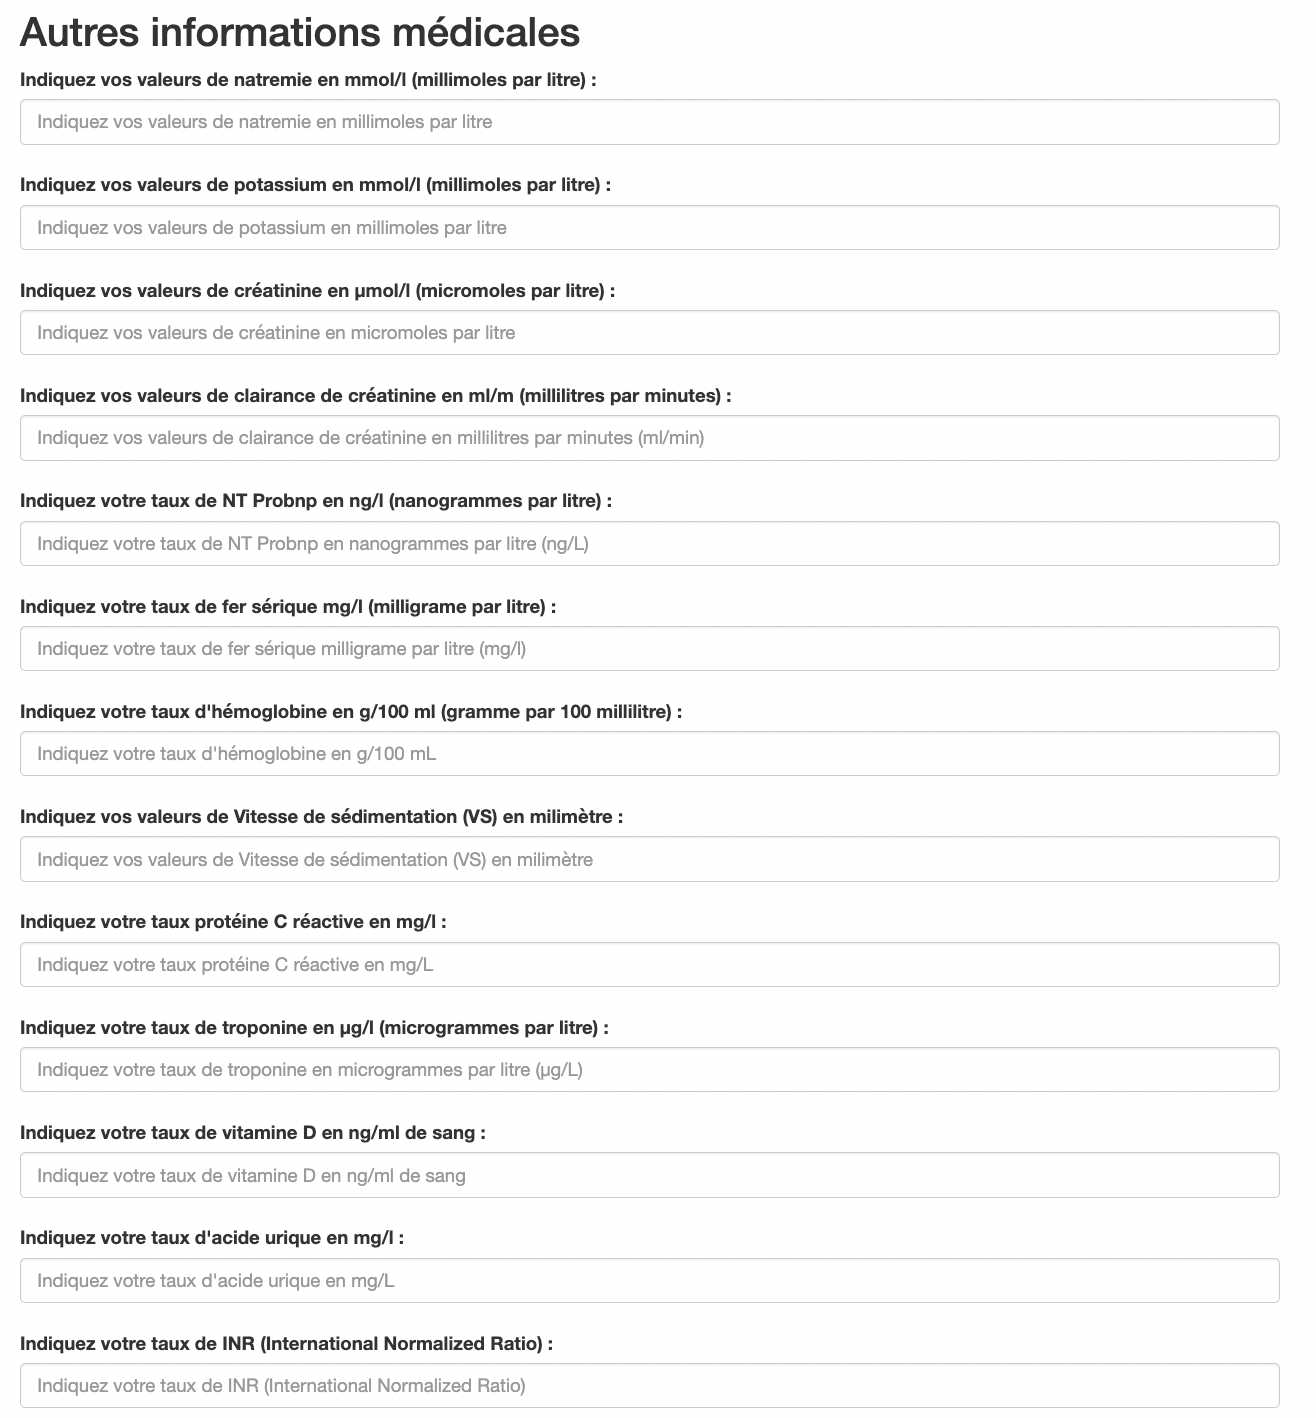 Autres informations médicales
Indiquez vos valeurs de natremie en mmol/l (millimoles par litre) :
Indiquez vos valeurs de natremie en millimoles par litre
Indiquez vos valeurs de potassium en mmol/l (millimoles par litre) :
Indiquez vos valeurs de potassium en millimoles par litre
Indiquez vos valeurs de créatinine en µmol/l (micromoles par litre) :
Indiquez vos valeurs de créatinine en micromoles par litre
Indiquez vos valeurs de clairance de créatinine en ml/m (millilitres par minutes) :
Indiquez vos valeurs de clairance de créatinine en millilitres par minutes (ml/min)
Indiquez votre taux de NT Probnp en ng/l (nanogrammes par litre) :
Indiquez votre taux de NT Probnp en nanogrammes par litre (ng/L)
Indiquez votre taux de fer sérique mg/l (milligrame par litre) :
Indiquez votre taux de fer sérique milligrame par litre (mg/l)
Indiquez votre taux d'hémoglobine en g/100 ml (gramme par 100 millilitre) :
Indiquez votre taux d'hémoglobine en g/100 mL
Indiquez vos valeurs de Vitesse de sédimentation (VS) en milimètre :
Indiquez vos valeurs de Vitesse de sédimentation (VS) en milimètre
Indiquez votre taux protéine C réactive en mg/l :
Indiquez votre taux protéine C réactive en mg/L
Indiquez votre taux de troponine en µg/l (microgrammes par litre) :
Indiquez votre taux de troponine en microgrammes par litre (µg/L)
Indiquez votre taux de vitamine D en ng/ml de sang :
Indiquez votre taux de vitamine D en ng/ml de sang
Indiquez votre taux d'acide urique en mg/l :
Indiquez votre taux d'acide urique en mg/L
Indiquez votre taux de INR (International Normalized Ratio) :
Indiquez votre taux de INR (International Normalized Ratio)